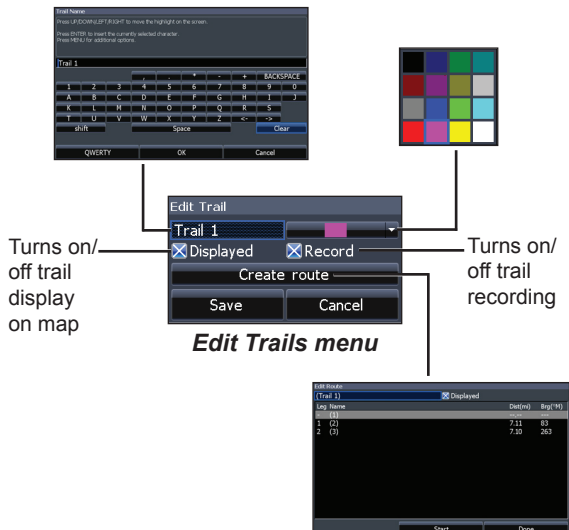 Trail Name
Press UP/DOWN/LEFT/RIGHT to move the highlight on the screen.
Press ENTER to insert the currently selected character.
Press MENU for additional options.
Trail 1
, . * - + BACKSPACE
1 2 3 4 5 6 7 8 9 0
A B C D E F G H I J
K L M N O P Q R S
T U V W X Y Z <- ->
shift Space Clear
QWERTY OK Cancel
Edit Trail
Trail 1
Displayed Record
Create route
Save Cancel
Turns on/
off trail
display
on map
Turns on/
off trail
recording
Edit Trails menu
Edit Route
(Trail 1) Displayed
Leg Name Dist(mi) Brg(°M)
- (1) --.-- ---
1 (2) 7.11 83
2 (3) 7.10 263
Start Done